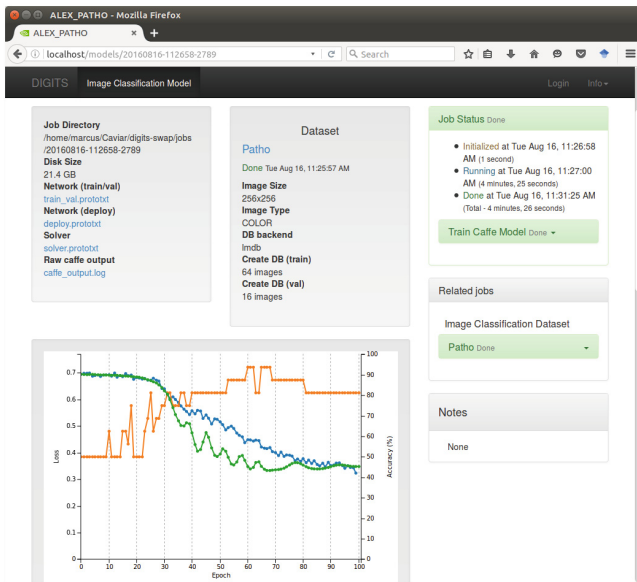 ALEX_PATHO - Mozilla Firefox
ALEX_PATHO × +
localhost/models/20160816-112658-2789
Search
DIGITS Image Classification Model Login Info
Job Directory
/home/marcus/Caviar/digits-swap/jobs
/20160816-112658-2789
Disk Size
21.4 GB
Network (train/val)
train_val.prototxt
Network (deploy)
deploy.prototxt
Solver
solver.prototxt
Raw caffe output
caffe_output.log
Dataset
Patho
Done Tue Aug 16, 11:25:57 AM
Image Size
256x256
Image Type
COLOR
DB backend
lmdb
Create DB (train)
64 images
Create DB (val)
16 images
Job Status Done
Initialized at Tue Aug 16, 11:26:58
AM (1 second)
Running at Tue Aug 16, 11:27:00
AM (4 minutes, 25 seconds)
Done at Tue Aug 16, 11:31:25 AM
(Total - 4 minutes, 26 seconds)
Train Caffe Model Done
Related jobs
Image Classification Dataset
Patho Done
Notes
None
0.7
0.6
0.5
0.4
0.3
0.2
0.1
0
Loss
100
90
80
70
60
50
40
30
20
10
0
Accuracy (%)
0 10 20 30 40 50 60 70 80 90 100
Epoch